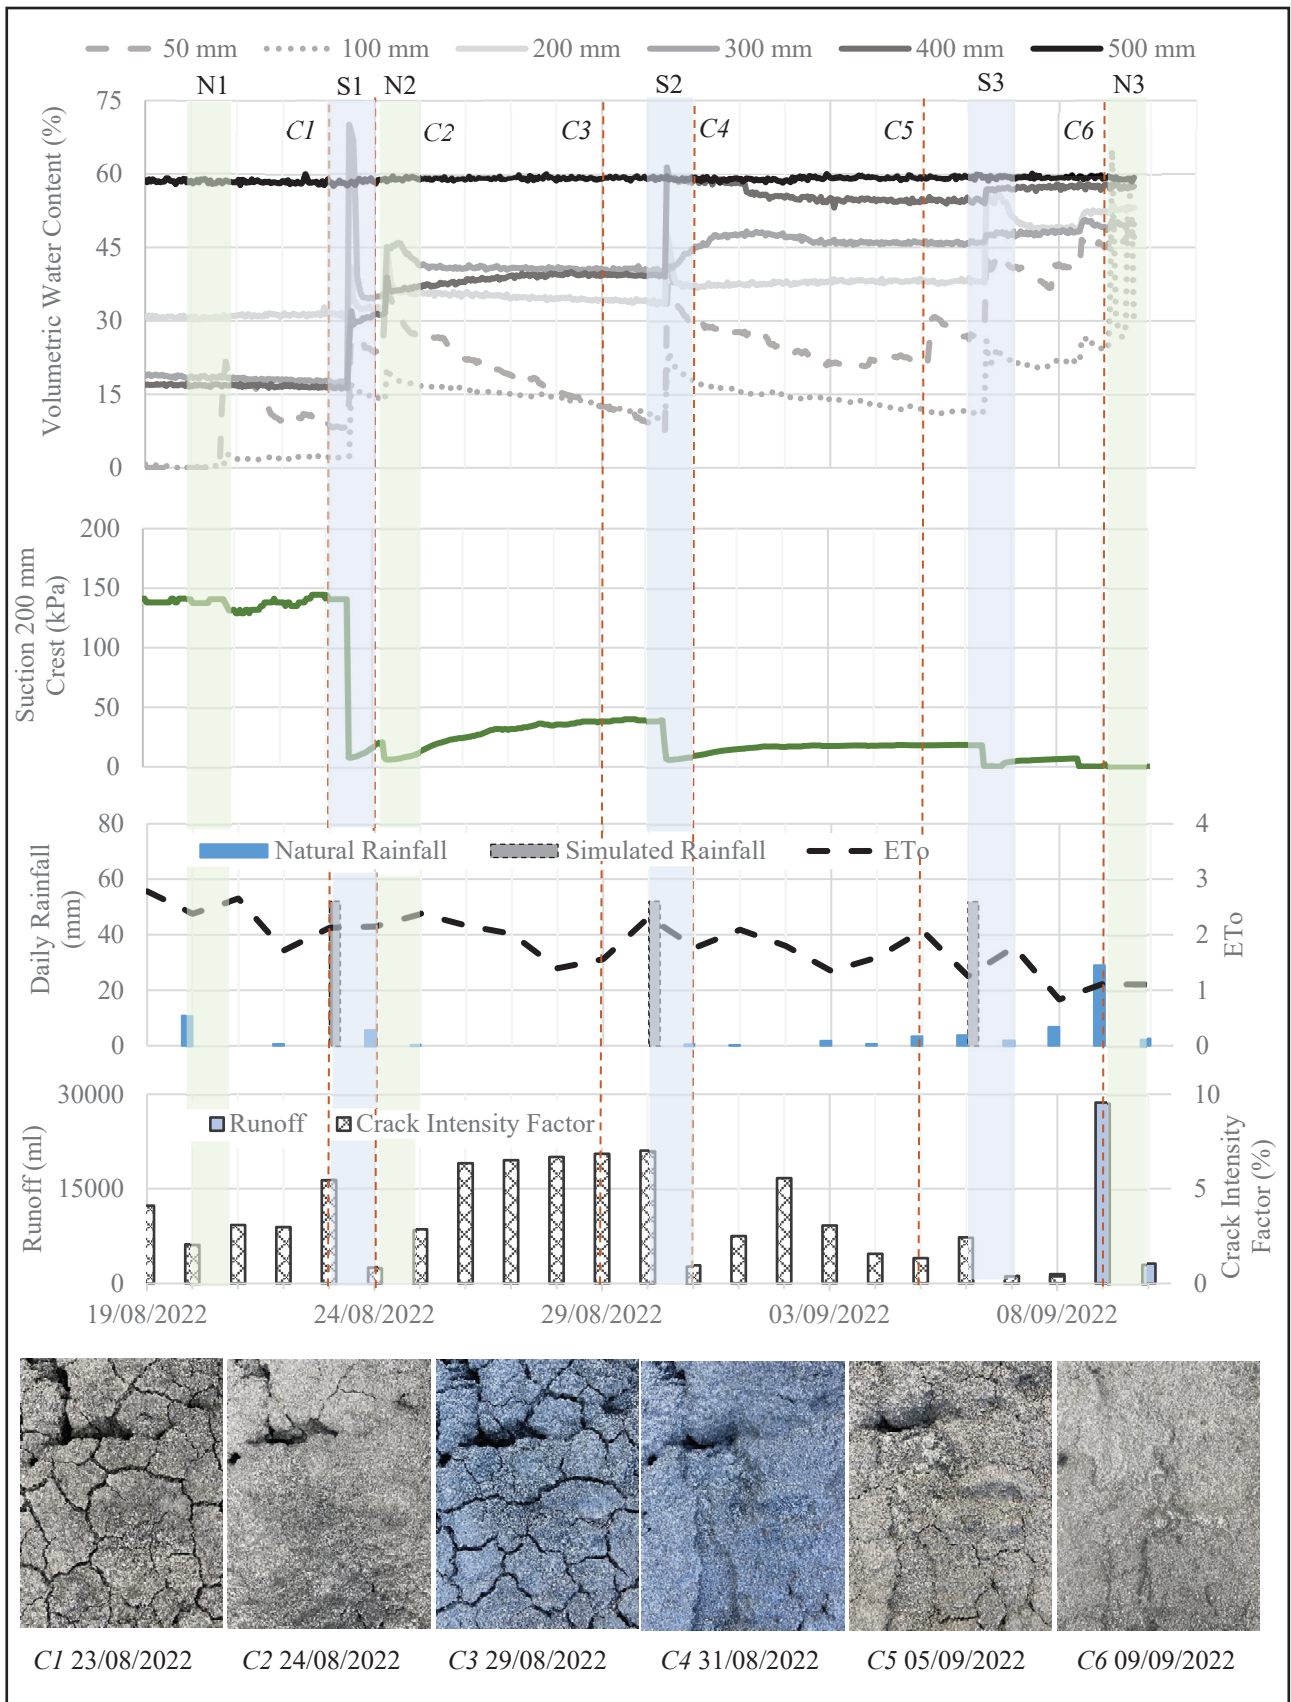 50 mm 100 mm 200 mm 300 mm 400 mm 500 mm
N1 S1 N2 S2 S3 N3
75
60
45
30
15
0
Volumetric Water Content (%)
C1 C2 C3 C4 C5 C6
200
150
100
50
0
Suction 200 mm
Crest (kPa)
80
60
40
20
0
Daily Rainfall
(mm)
Natural Rainfall Simulated Rainfall ETo
4
3
2
1
0
ETo
30000
15000
0
Runoff (ml)
Runoff Crack Intensity Factor
10
5
0
Crack Intensity
Factor (%)
19/08/2022 24/08/2022 29/08/2022 03/09/2022 08/09/2022
C1 23/08/2022 C2 24/08/2022 C3 29/08/2022 C4 31/08/2022 C5 05/09/2022 C6 09/09/2022